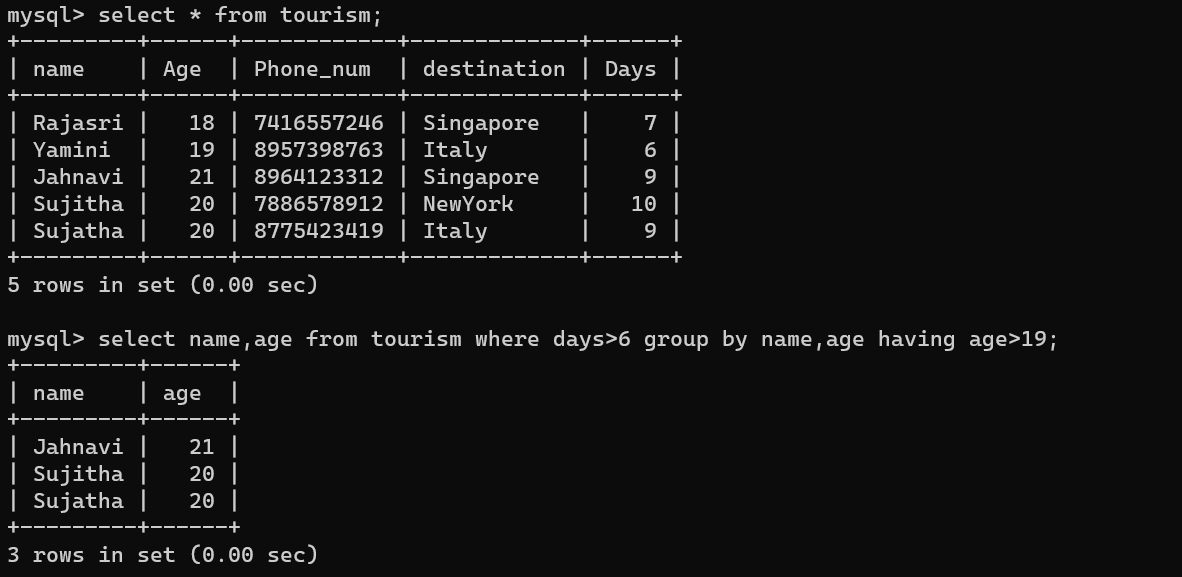 mysql> select * from tourism;
+---------+------+------------+-------------+------+
| name    | Age  | Phone_num  | destination | Days |
+---------+------+------------+-------------+------+
| Rajasri |   18 | 7416557246 | Singapore   |    7 |
| Yamini  |   19 | 8957398763 | Italy       |    6 |
| Jahnavi |   21 | 8964123312 | Singapore   |    9 |
| Sujitha |   20 | 7886578912 | NewYork     |   10 |
| Sujatha |   20 | 8775423419 | Italy       |    9 |
+---------+------+------------+-------------+------+
5 rows in set (0.00 sec)

mysql> select name,age from tourism where days>6 group by name,age having age>19;
+---------+------+
| name    | age  |
+---------+------+
| Jahnavi |   21 |
| Sujitha |   20 |
| Sujatha |   20 |
+---------+------+
3 rows in set (0.00 sec)